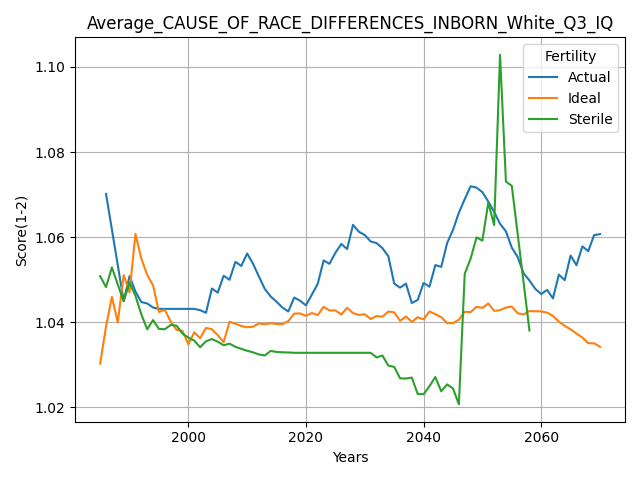 Average_CAUSE_OF_RACE_DIFFERENCES_INBORN_White_Q3_IQ
Fertility
Actual
Ideal
Sterile
Score(1-2)
1.10
1.08
1.06
1.04
1.02
2000
2020
2040
2060
Years